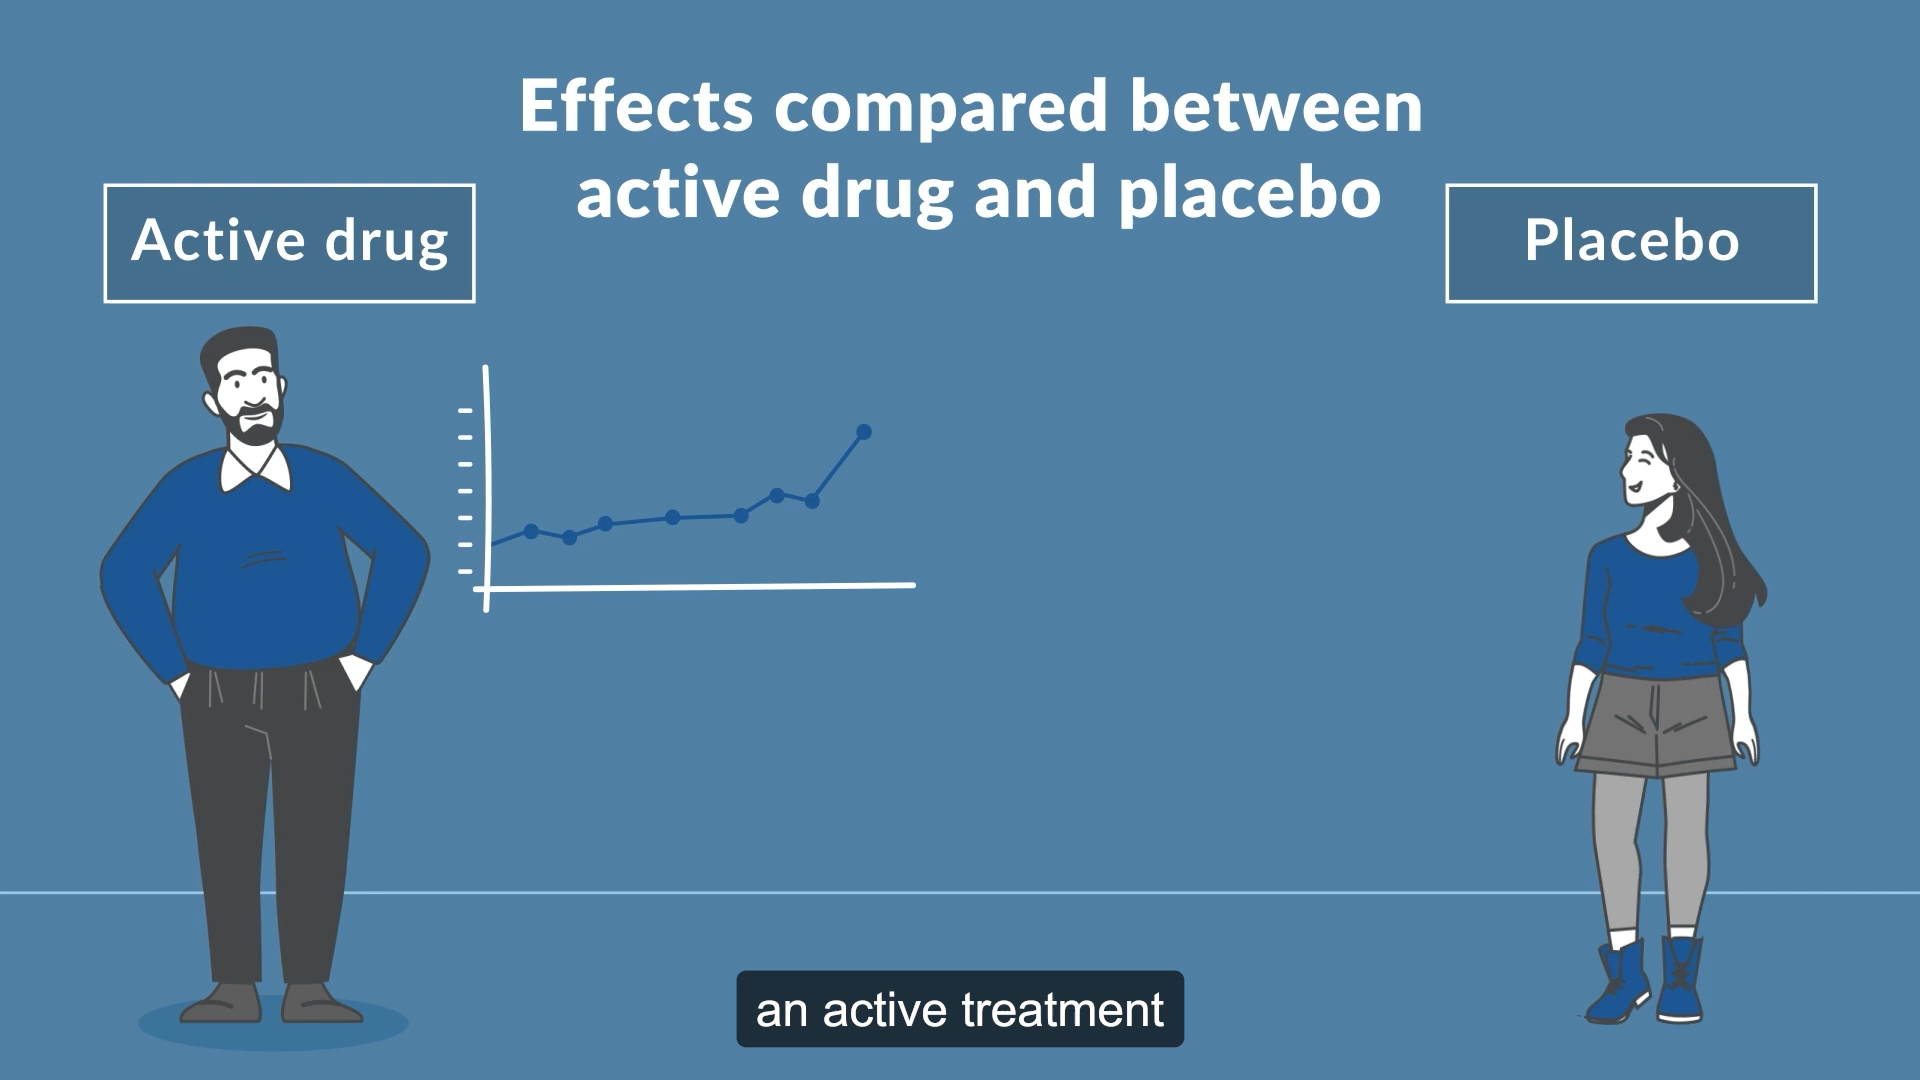 Effects compared between
active drug and placebo
Active drug
Placebo
an active treatment